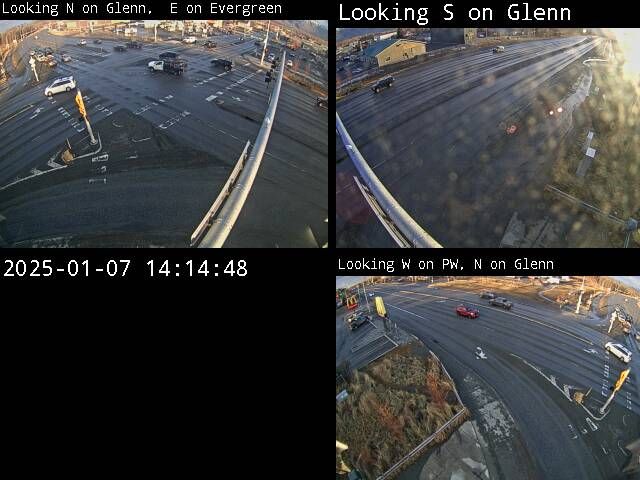 Looking N on Glenn, E on Evergreen
Looking S on Glenn
2025-01-07 14:14:48
Looking W on PW, N on Glenn